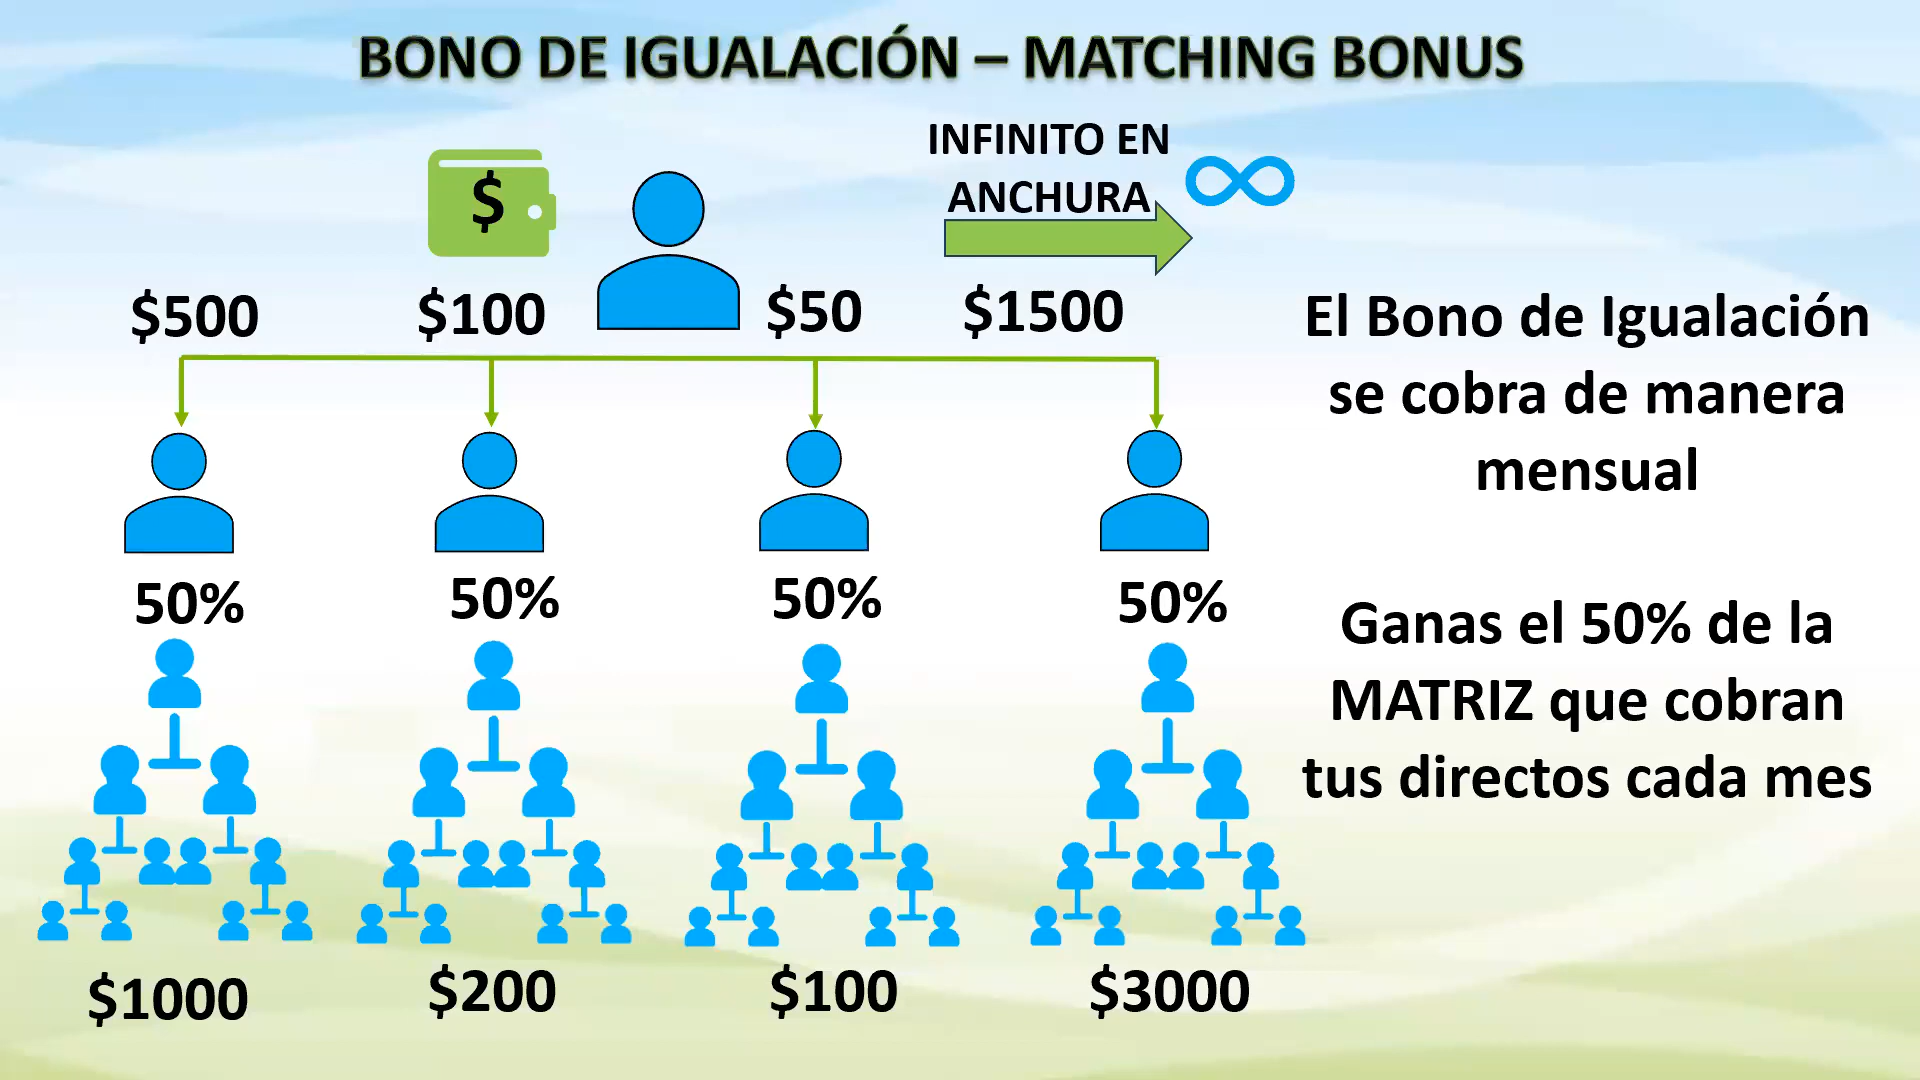 BONO DE IGUALACIÓN – MATCHING BONUS
INFINITO EN
ANCHURA
$
$500
$100
$50
$1500
El Bono de Igualación
se cobra de manera
mensual
50%
50%
50%
50%
Ganas el 50% de la
MATRIZ que cobran
tus directos cada mes
$1000
$200
$100
$3000